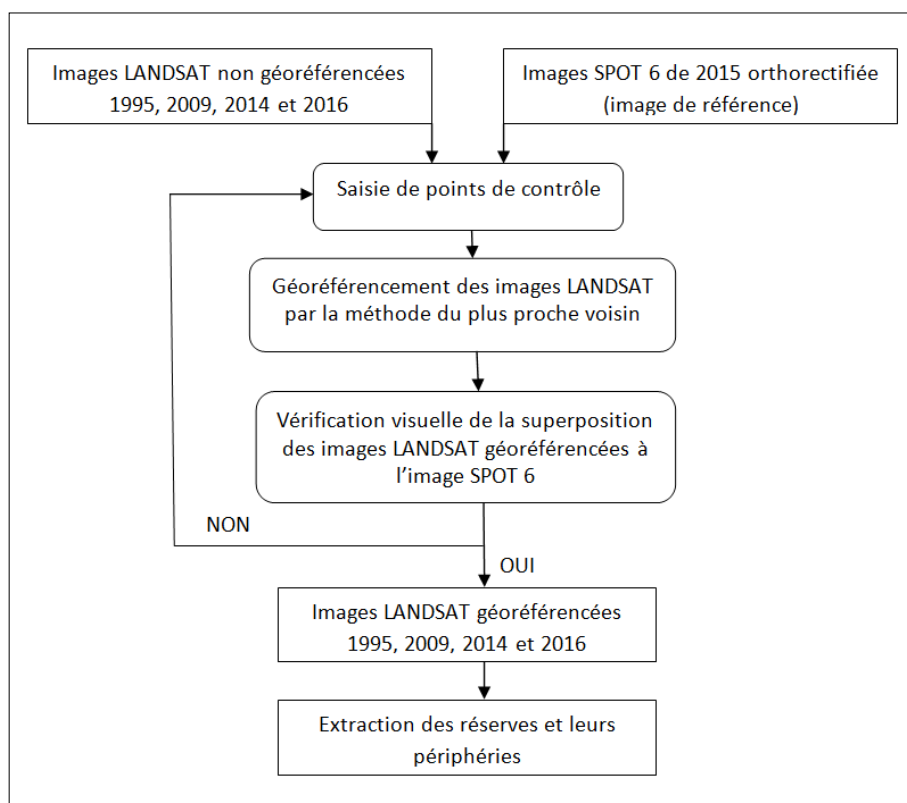 Images LANDSAT non géoréférencées
1995, 2009, 2014 et 2016
Images SPOT 6 de 2015 orthorectifiée
(image de référence)
Saisie de points de contrôle
Géoréférencement des images LANDSAT
par la méthode du plus proche voisin
Vérification visuelle de la superposition
des images LANDSAT géoréférencées à
l’image SPOT 6
NON
OUI
Images LANDSAT géoréférencées
1995, 2009, 2014 et 2016
Extraction des réserves et leurs
périphéries